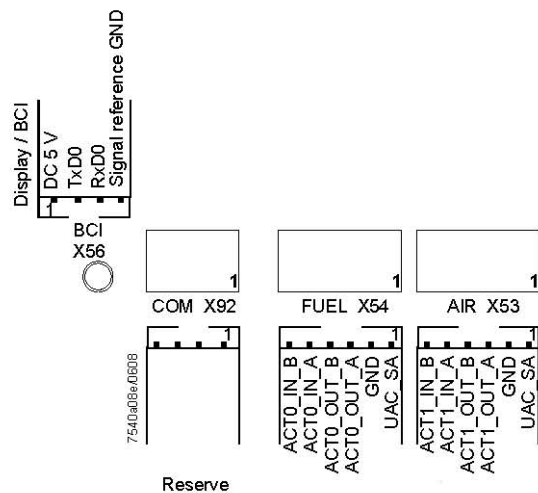 Display / BCI
DC 5 V
TxD0
RxD0
Signal reference GND
1
BCI
X56
1
1
1
COM X92
FUEL X54
AIR X53
1
1
1
7540a08e/0608
ACT0_IN_B
ACT0_IN_A
ACT0_OUT_B
ACT0_OUT_A
GND
UAC_SA
ACT1_IN_B
ACT1_IN_A
ACT1_OUT_B
ACT1_OUT_A
GND
UAC_SA
Reserve